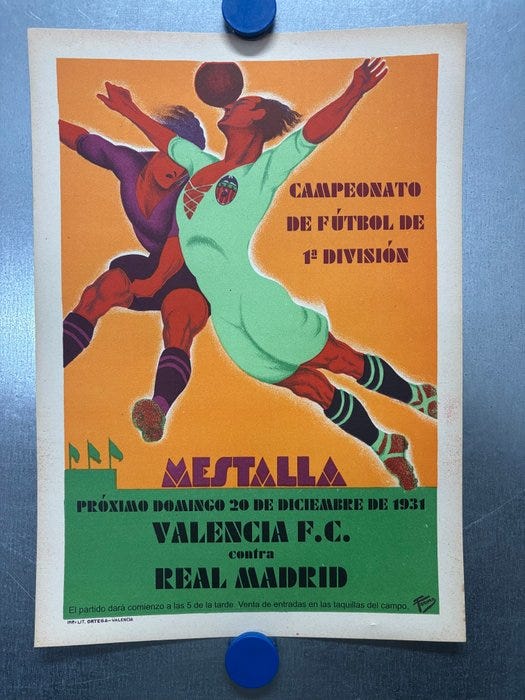 CAMPEONATO
DE FÚTBOL DE
1ª DIVISIÓN
MESTALLA
PRÓXIMO DOMINGO 20 DE DICIEMBRE DE 1931
VALENCIA F.C.
contra
REAL MADRID
El partido dará comienzo a las 5 de la tarde. Venta de entradas en las taquillas del campo.
IMP. LIT. ORTEGA - VALENCIA